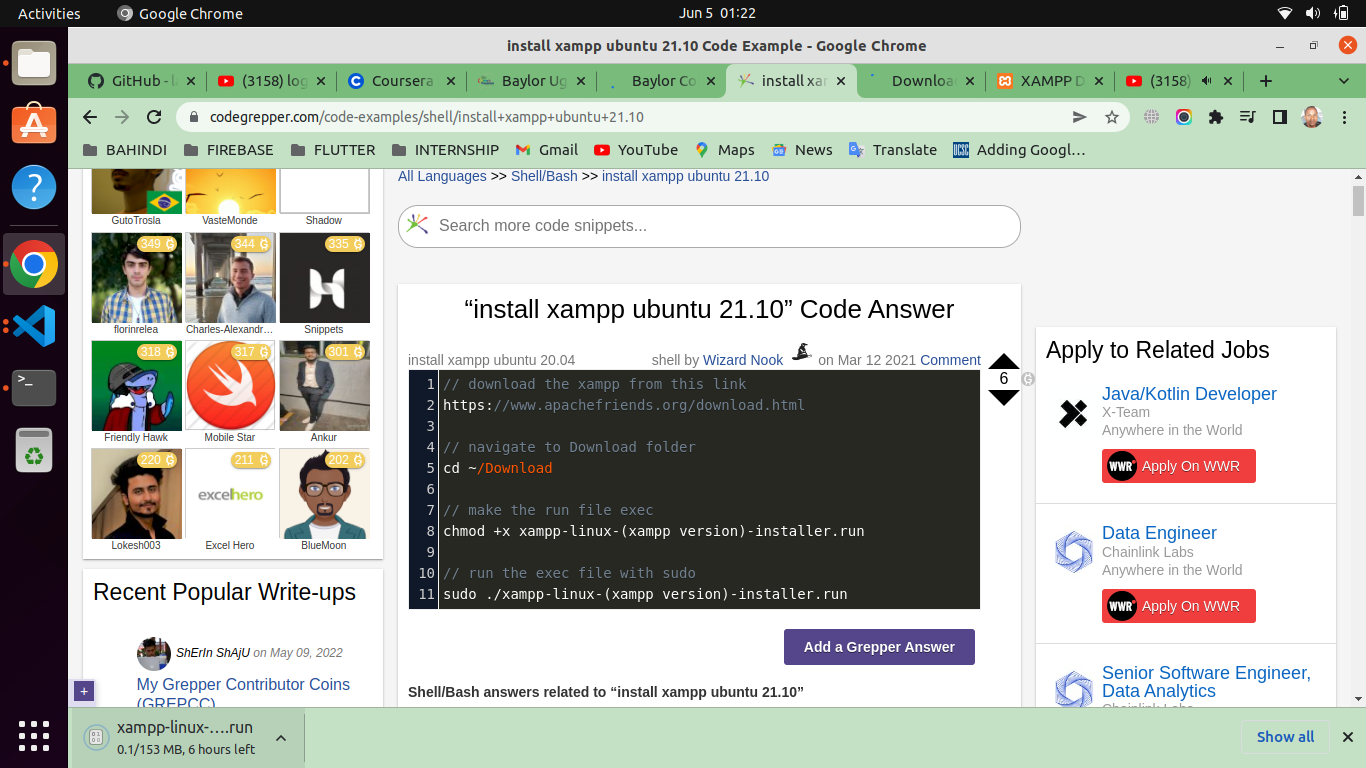 Activities
Google Chrome
Jun 5 01:22
install xampp ubuntu 21.10 Code Example - Google Chrome
GitHub - l
(3158) log
Coursera
Baylor Ug
Baylor Co
install xar
Downloa
XAMPP D
(3158)
codegrepper.com/code-examples/shell/install+xampp+ubuntu+21.10
BAHINDI
FIREBASE
FLUTTER
INTERNSHIP
Gmail
YouTube
Maps
News
Translate
UCSC
Adding Googl…
GutoTrosla
VasteMonde
Shadow
349
344
335
florinrelea
Charles-Alexandr…
Snippets
318
317
301
Friendly Hawk
Mobile Star
Ankur
220
211
202
excelhero
Lokesh003
Excel Hero
BlueMoon
Recent Popular Write-ups
ShErIn ShAjU on May 09, 2022
My Grepper Contributor Coins
(GREPCC)
+
All Languages >> Shell/Bash >> install xampp ubuntu 21.10
Search more code snippets...
“install xampp ubuntu 21.10” Code Answer
install xampp ubuntu 20.04
shell by Wizard Nook on Mar 12 2021 Comment
6
1 // download the xampp from this link
2 https://www.apachefriends.org/download.html
3
4 // navigate to Download folder
5 cd ~/Download
6
7 // make the run file exec
8 chmod +x xampp-linux-(xampp version)-installer.run
9
10 // run the exec file with sudo
11 sudo ./xampp-linux-(xampp version)-installer.run
Add a Grepper Answer
Shell/Bash answers related to “install xampp ubuntu 21.10”
Apply to Related Jobs
Java/Kotlin Developer
X-Team
Anywhere in the World
WWR Apply On WWR
Data Engineer
Chainlink Labs
Anywhere in the World
WWR Apply On WWR
Senior Software Engineer,
Data Analytics
Chainlink Labs
xampp-linux-….run
0.1/153 MB, 6 hours left
Show all